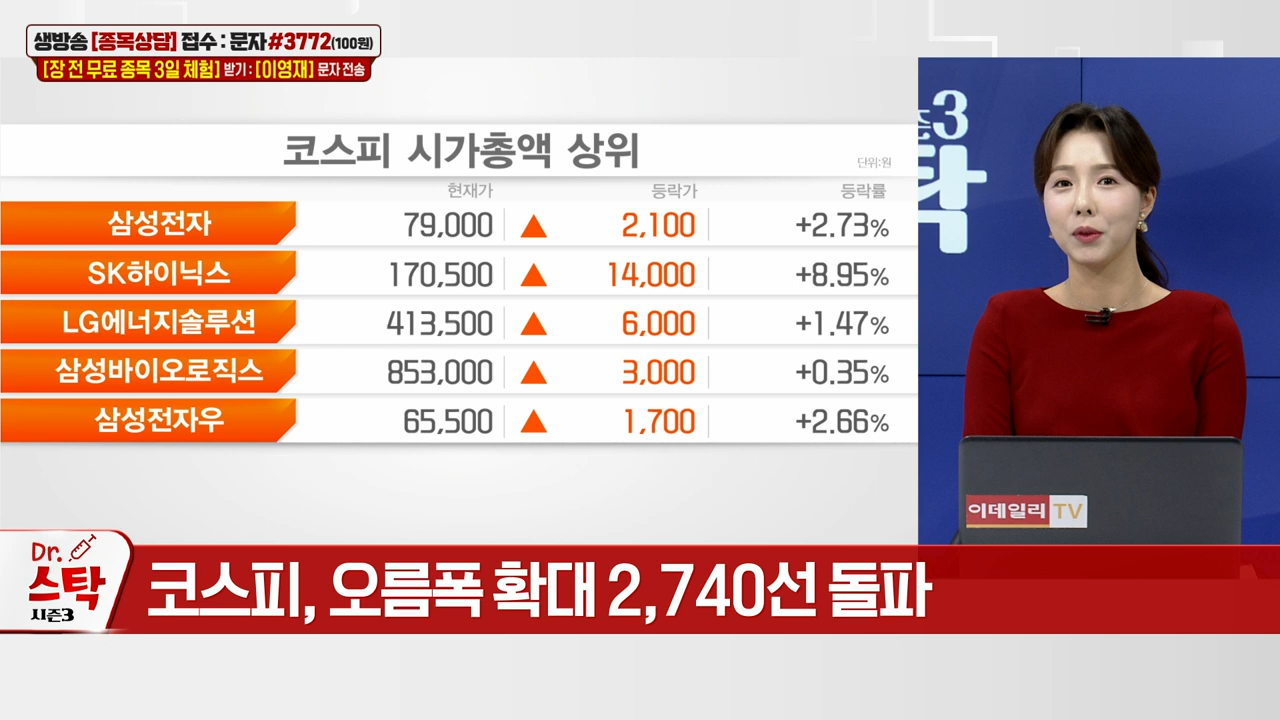 생방송 [종목상담] 접수 : 문자#3772(100원)
[장 전 무료 종목 3일 체험] 받기 : [이영재] 문자 전송
코스피 시가총액 상위
단위:원
현재가 등락가 등락률
삼성전자 79,000 ▲ 2,100 +2.73%
SK하이닉스 170,500 ▲ 14,000 +8.95%
LG에너지솔루션 413,500 ▲ 6,000 +1.47%
삼성바이오로직스 853,000 ▲ 3,000 +0.35%
삼성전자우 65,500 ▲ 1,700 +2.66%
3
탁
이데일리 TV
Dr.
스탁
시즌3
코스피, 오름폭 확대 2,740선 돌파